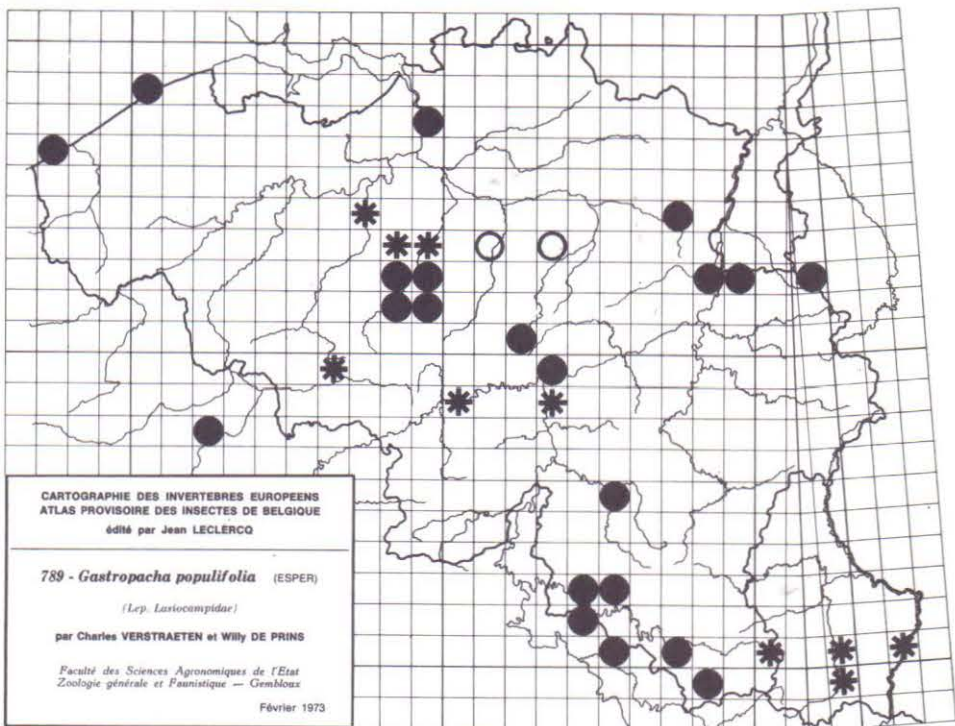 CARTOGRAPHIE DES INVERTEBRES EUROPEENS
ATLAS PROVISOIRE DES INSECTES DE BELGIQUE
édité par Jean LECLERCQ
789 - Gastropacha populifolia (ESPER)
(Lep. Lasiocampidae)
par Charles VERSTRAETEN et Willy DE PRINS
Faculté des Sciences Agronomiques de l'Etat
Zoologie générale et Faunistique — Gembloux
Février 1973